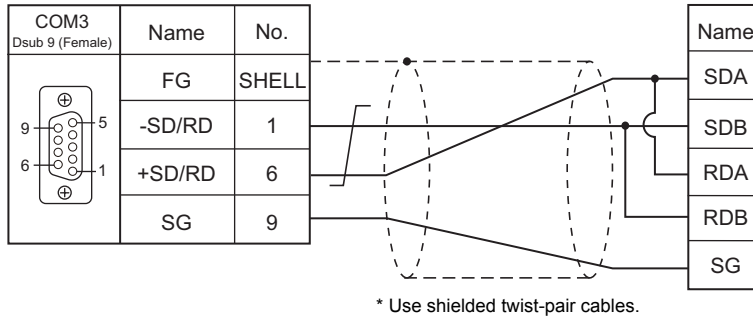 COM3
Dsub 9 (Female)
Name No.
FG SHELL
-SD/RD 1
+SD/RD 6
SG 9
9 5
6 1
Name
SDA
SDB
RDA
RDB
SG
* Use shielded twist-pair cables.